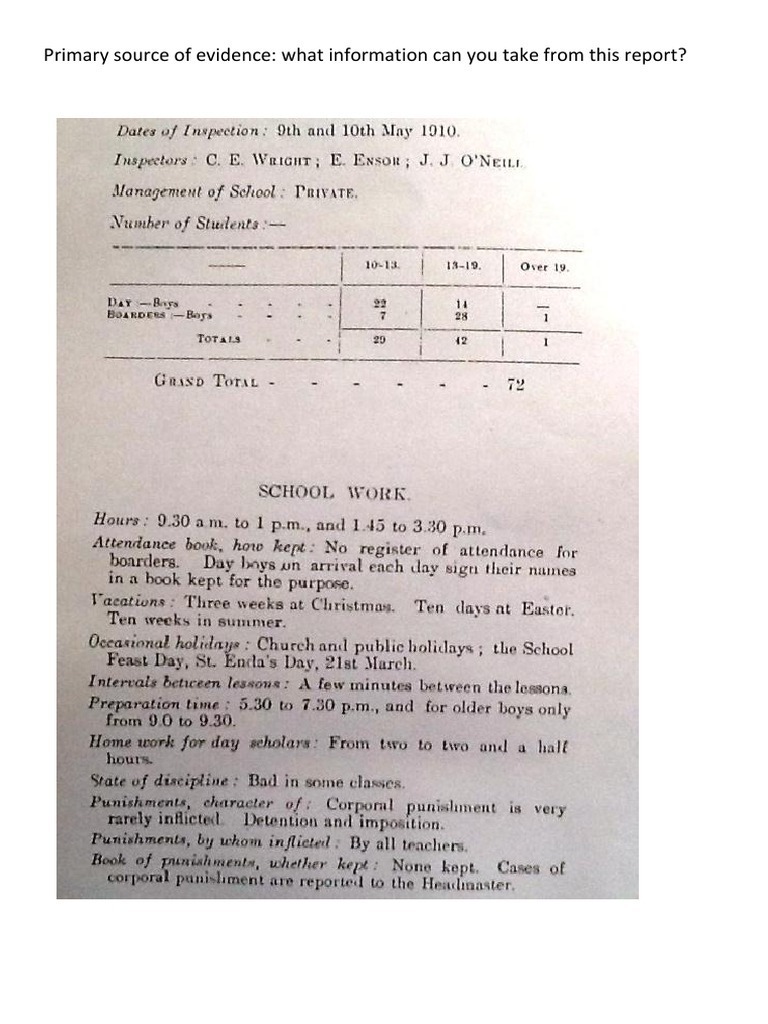 Primary source of evidence: what information can you take from this report?
Dates of Inspection : 9th and 10th May 1910.
Inspectors : C. E. WRIGHT ; E. ENSOR ; J. J. O'NEILL
Management of School : PRIVATE.
Number of Students :—
— 10-13. 13-19. Over 19.
DAY :—Boys - - - - 22 14 —
BOARDERS :—Boys - - - - 7 28 1
TOTALS - - - 29 42 1
GRAND TOTAL - - - - - - 72
SCHOOL WORK.
Hours : 9.30 a.m. to 1 p.m., and 1.45 to 3.30 p.m.
Attendance book, how kept : No register of attendance for
boarders. Day boys on arrival each day sign their names
in a book kept for the purpose.
Vacations : Three weeks at Christmas. Ten days at Easter.
Ten weeks in summer.
Occasional holidays : Church and public holidays ; the School
Feast Day, St. Enda's Day, 21st March.
Intervals between lessons : A few minutes between the lessons.
Preparation time : 5.30 to 7.30 p.m., and for older boys only
from 9.0 to 9.30.
Home work for day scholars : From two to two and a half
hours.
State of discipline : Bad in some classes.
Punishments, character of : Corporal punishment is very
rarely inflicted. Detention and imposition.
Punishments, by whom inflicted : By all teachers.
Book of punishments, whether kept : None kept. Cases of
corporal punishment are reported to the Headmaster.